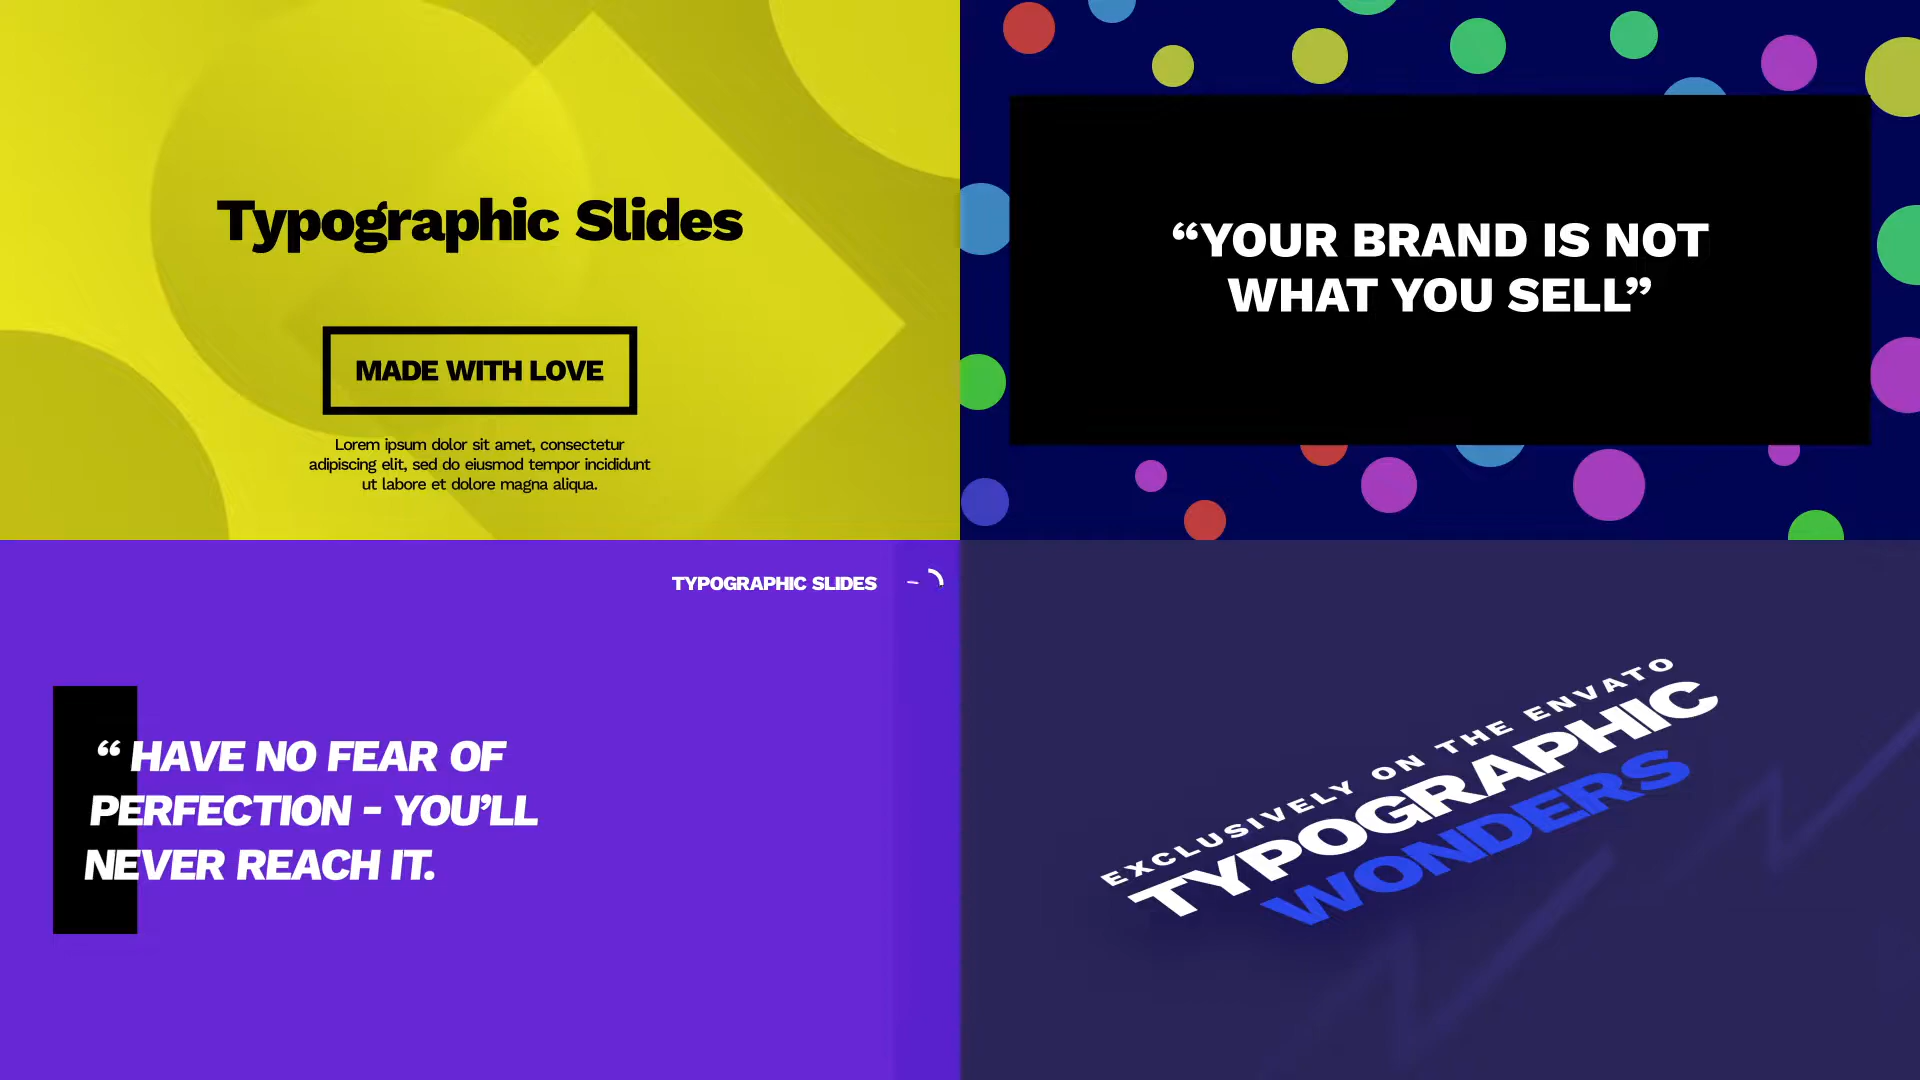 Typographic Slides
MADE WITH LOVE
Lorem ipsum dolor sit amet, consectetur
adipiscing elit, sed do eiusmod tempor incididunt
ut labore et dolore magna aliqua.
“YOUR BRAND IS NOT
WHAT YOU SELL”
TYPOGRAPHIC SLIDES
“ HAVE NO FEAR OF
PERFECTION - YOU’LL
NEVER REACH IT.
EXCLUSIVELY ON THE ENVATO
TYPOGRAPHIC
WONDERS